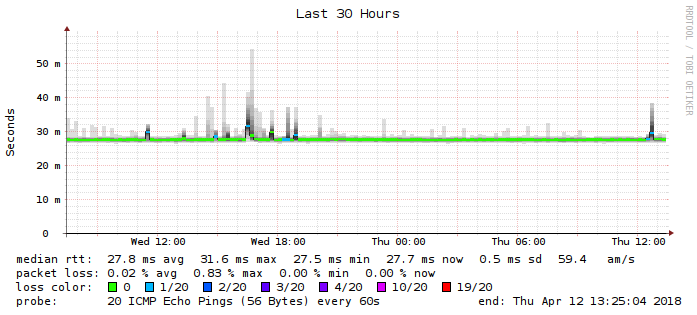 Last 30 Hours
RRDTOOL / TOBI OETIKER
Seconds
50 m
40 m
30 m
20 m
10 m
0
Wed 12:00 Wed 18:00 Thu 00:00 Thu 06:00 Thu 12:00
median rtt: 27.8 ms avg 31.6 ms max 27.5 ms min 27.7 ms now 0.5 ms sd 59.4 am/s
packet loss: 0.02 % avg 0.83 % max 0.00 % min 0.00 % now
loss color: 0 1/20 2/20 3/20 4/20 10/20 19/20
probe: 20 ICMP Echo Pings (56 Bytes) every 60s end: Thu Apr 12 13:25:04 2018